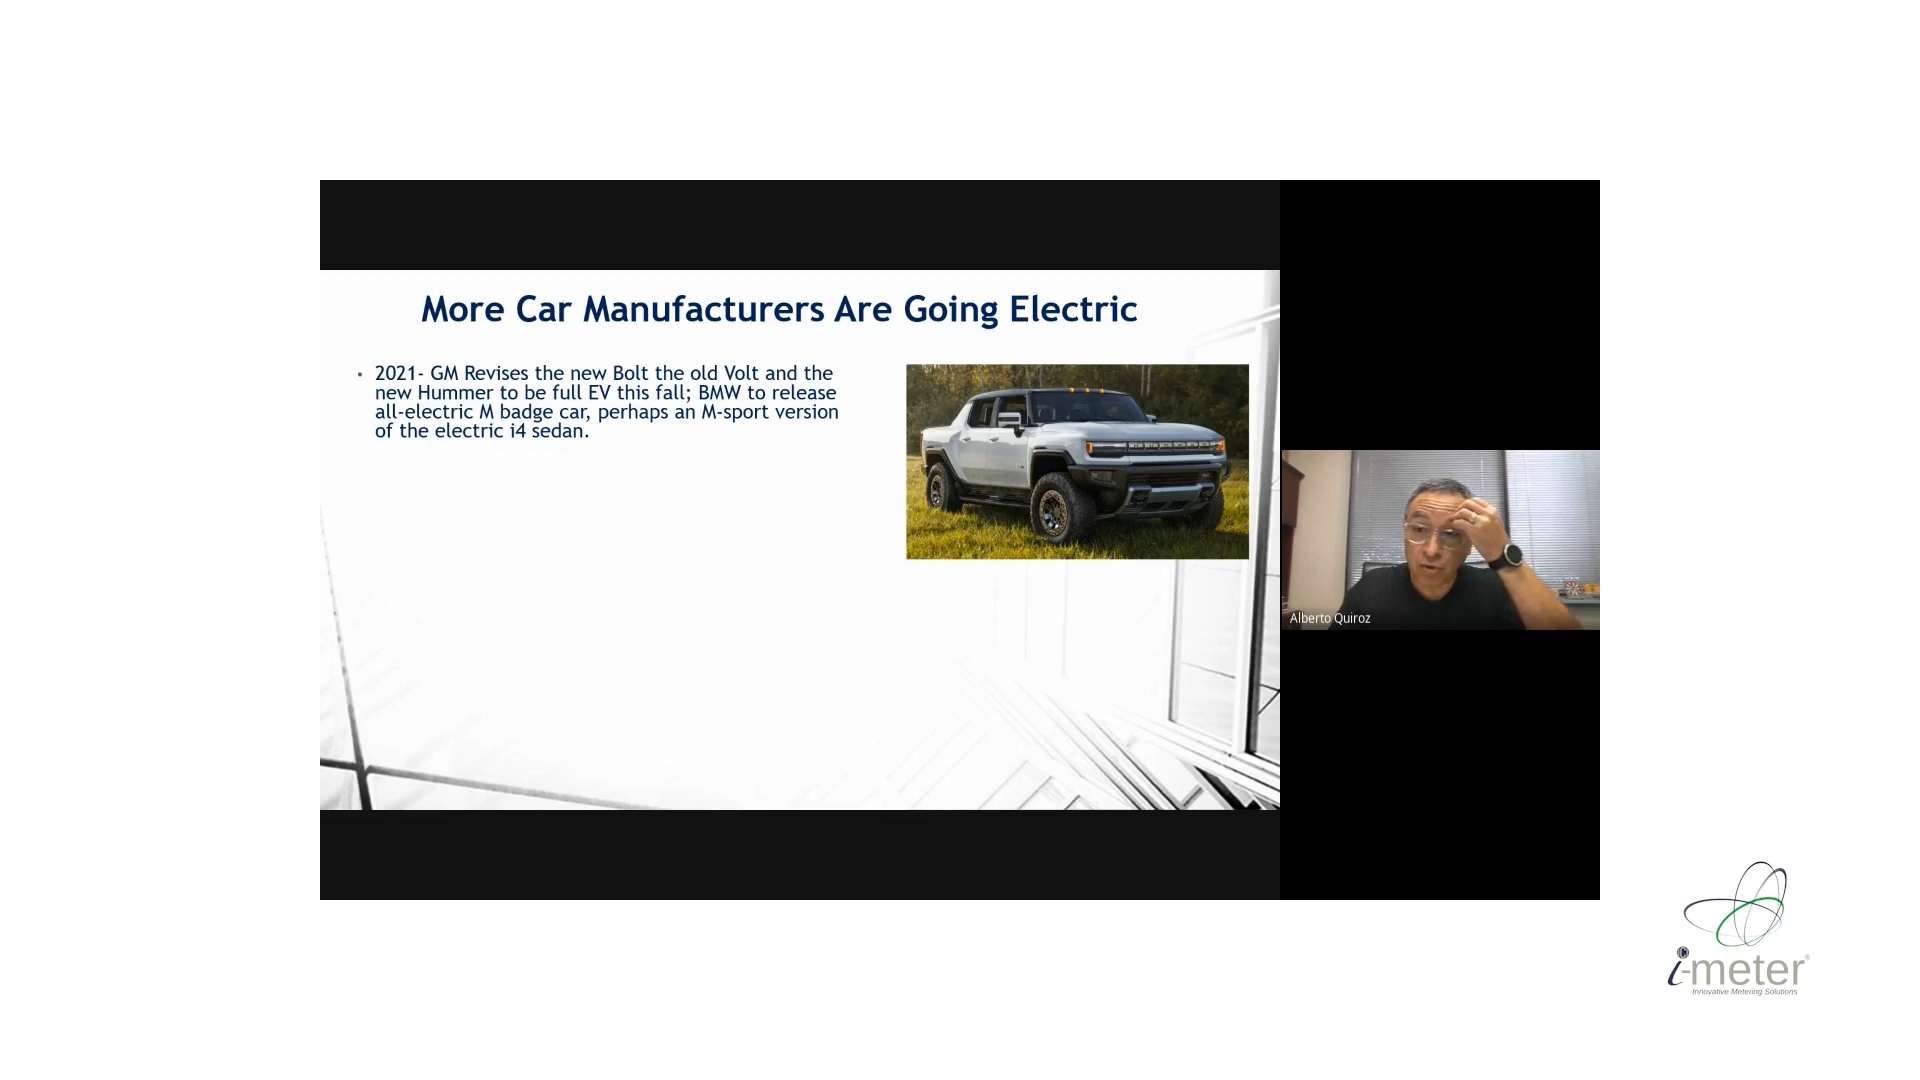 More Car Manufacturers Are Going Electric
• 2021- GM Revises the new Bolt the old Volt and the
new Hummer to be full EV this fall; BMW to release
all-electric M badge car, perhaps an M-sport version
of the electric i4 sedan.
Alberto Quiroz
i-meter®
Innovative Metering Solutions